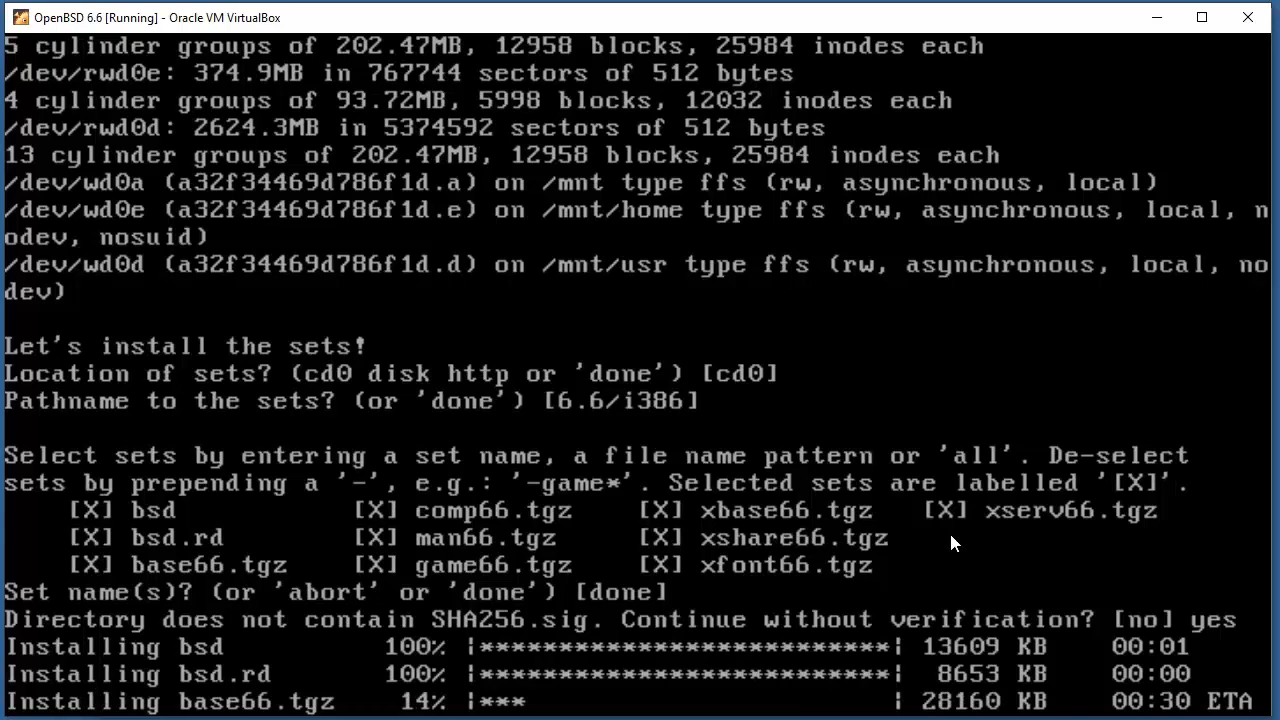 OpenBSD 6.6 [Running] - Oracle VM VirtualBox
5 cylinder groups of 202.47MB, 12958 blocks, 25984 inodes each
/dev/rwd0e: 374.9MB in 767744 sectors of 512 bytes
4 cylinder groups of 93.72MB, 5998 blocks, 12032 inodes each
/dev/rwd0d: 2624.3MB in 5374592 sectors of 512 bytes
13 cylinder groups of 202.47MB, 12958 blocks, 25984 inodes each
/dev/wd0a (a32f34469d786f1d.a) on /mnt type ffs (rw, asynchronous, local)
/dev/wd0e (a32f34469d786f1d.e) on /mnt/home type ffs (rw, asynchronous, local, n
odev, nosuid)
/dev/wd0d (a32f34469d786f1d.d) on /mnt/usr type ffs (rw, asynchronous, local, no
dev)
Let's install the sets!
Location of sets? (cd0 disk http or 'done') [cd0]
Pathname to the sets? (or 'done') [6.6/i386]
Select sets by entering a set name, a file name pattern or 'all'. De-select
sets by prepending a '-', e.g.: '-game*'. Selected sets are labelled '[X]'.
[X] bsd [X] comp66.tgz [X] xbase66.tgz [X] xserv66.tgz
[X] bsd.rd [X] man66.tgz [X] xshare66.tgz
[X] base66.tgz [X] game66.tgz [X] xfont66.tgz
Set name(s)? (or 'abort' or 'done') [done]
Directory does not contain SHA256.sig. Continue without verification? [no] yes
Installing bsd 100% |**************************| 13609 KB 00:01
Installing bsd.rd 100% |**************************| 8653 KB 00:00
Installing base66.tgz 14% |*** | 28160 KB 00:30 ETA